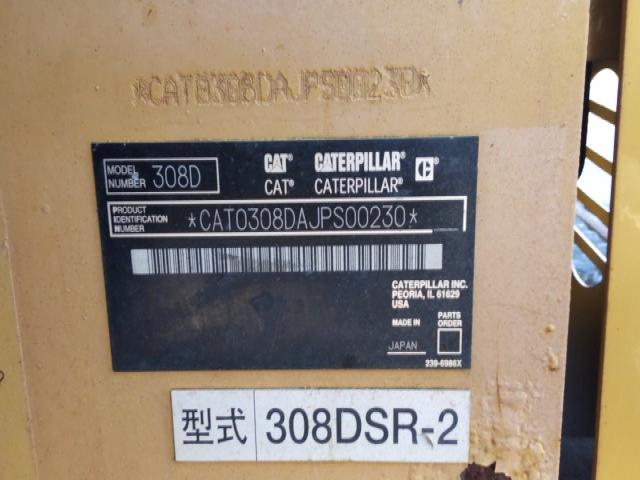 *CAT0308DAJPS00230*
MODEL NUMBER 308D
CAT® CATERPILLAR®
CAT® CATERPILLAR®
PRODUCT IDENTIFICATION NUMBER *CAT0308DAJPS00230*
CATERPILLAR INC.
PEORIA, IL 61629
USA
MADE IN
JAPAN
PARTS ORDER
239-6986X
型式 308DSR-2